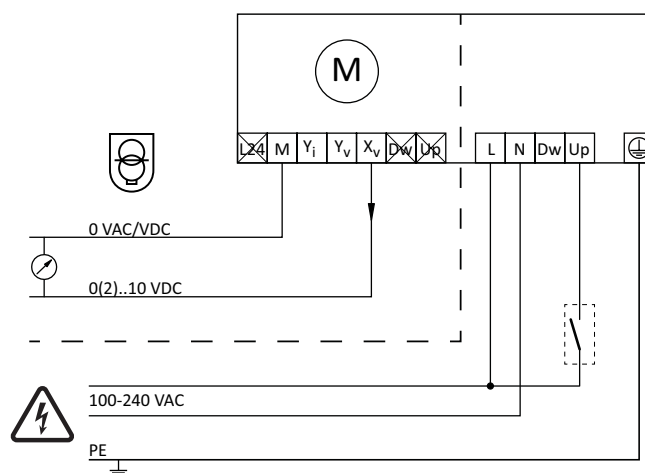 M
L24 M Yi Yv Xv Dw Up L N Dw Up
0 VAC/VDC
0(2)..10 VDC
100-240 VAC
PE